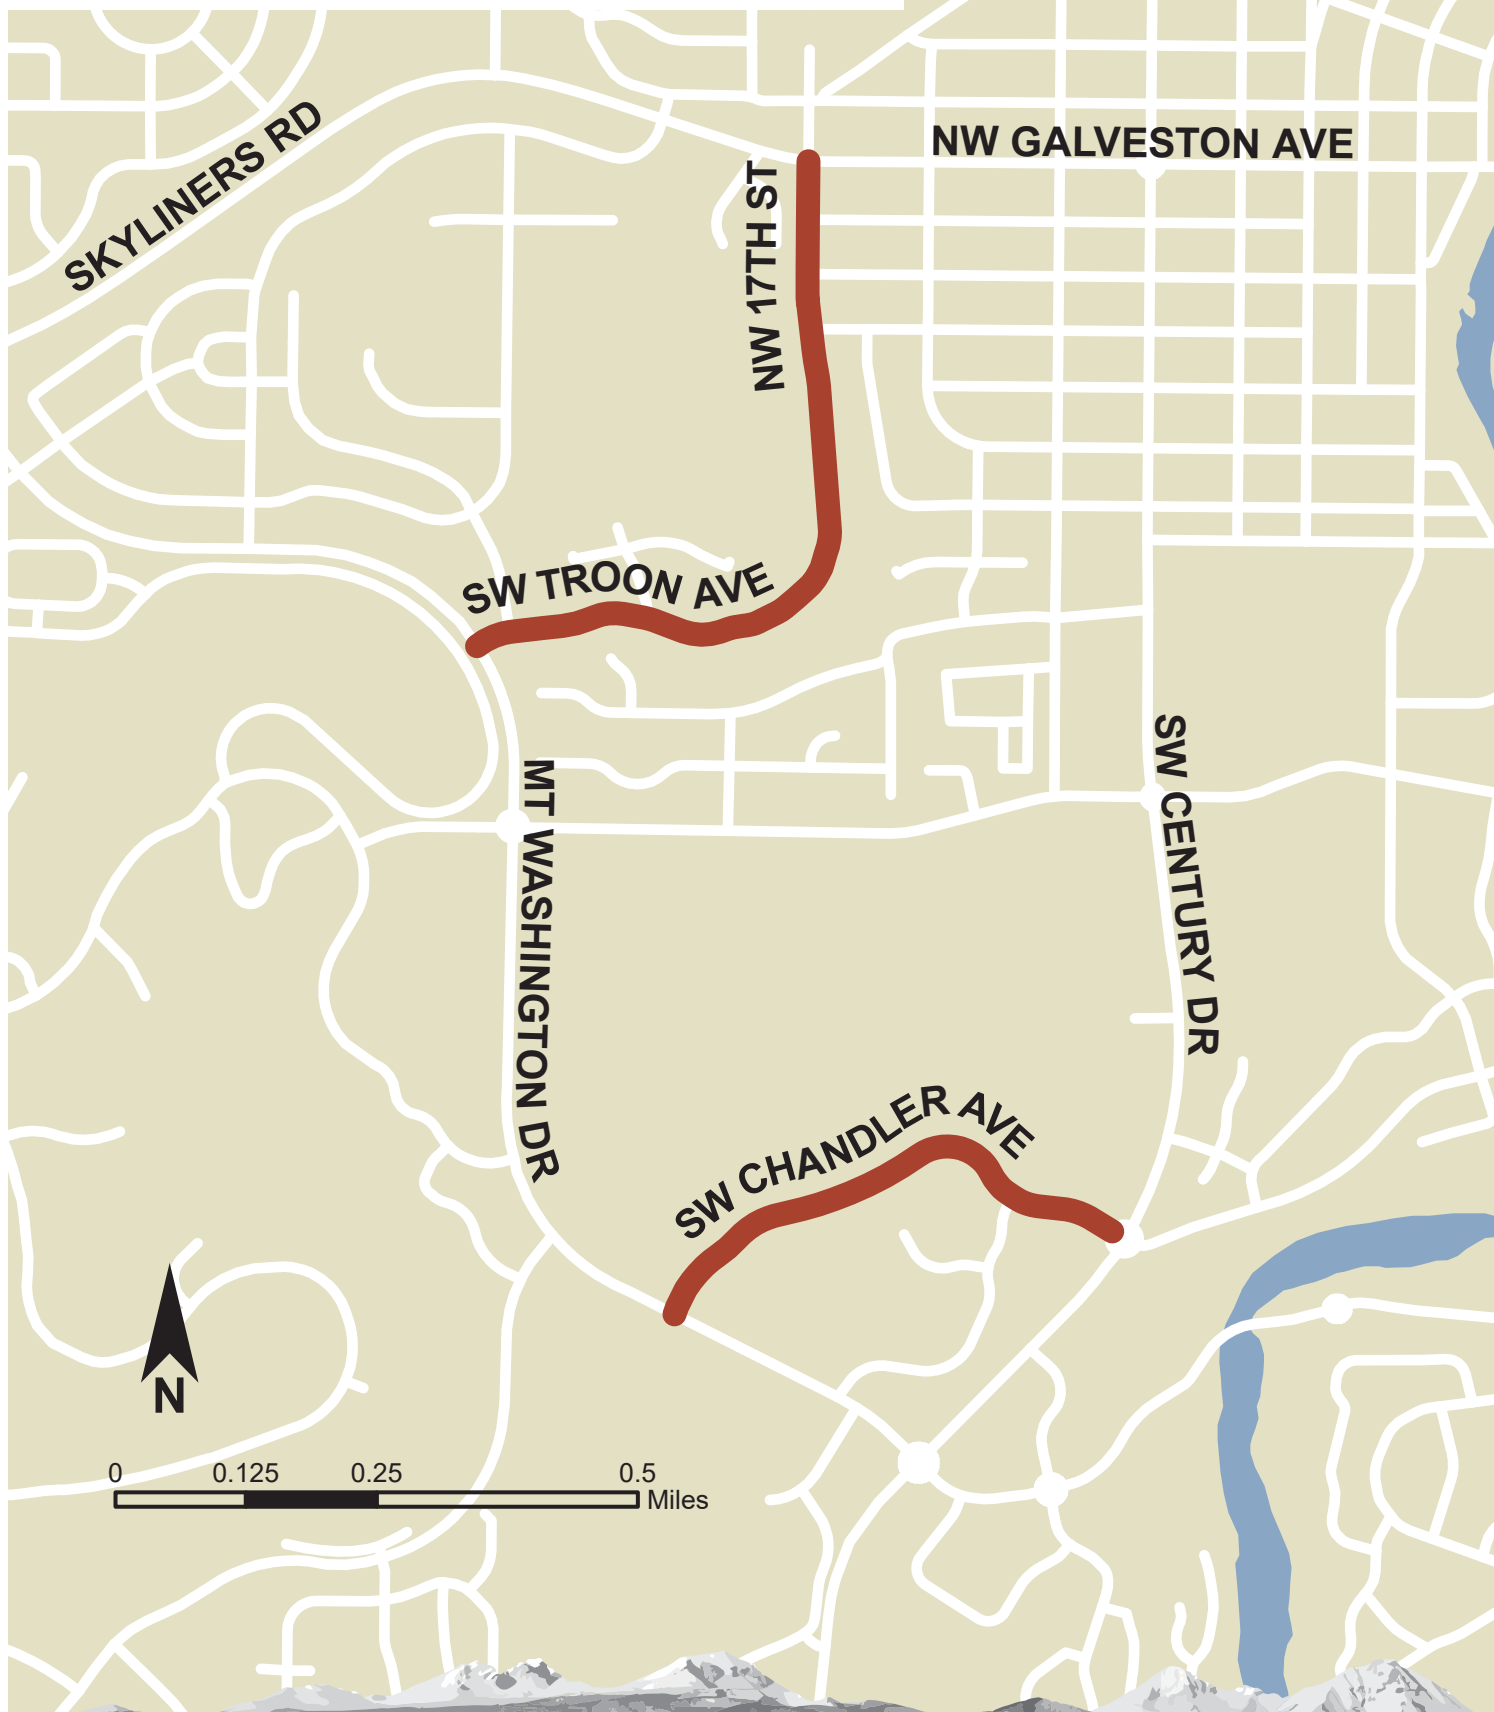 NW GALVESTON AVE
SKYLINERS RD
NW 17TH ST
SW TROON AVE
SW CENTURY DR
MT WASHINGTON DR
SW CHANDLER AVE
N
0 0.125 0.25 0.5
Miles